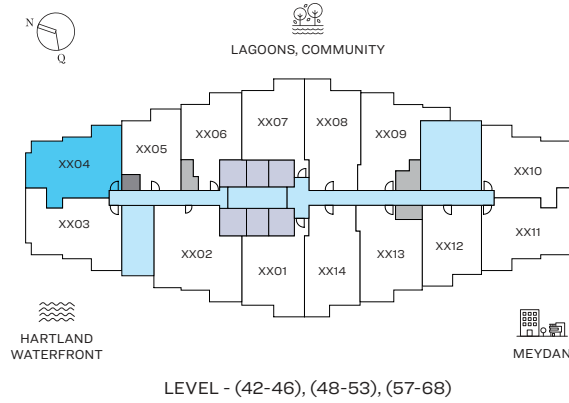 N
Q
LAGOONS, COMMUNITY
XX04
XX05
XX06
XX07
XX08
XX09
XX10
XX03
XX02
XX01
XX14
XX13
XX12
XX11
HARTLAND
WATERFRONT
MEYDAN
LEVEL - (42-46), (48-53), (57-68)